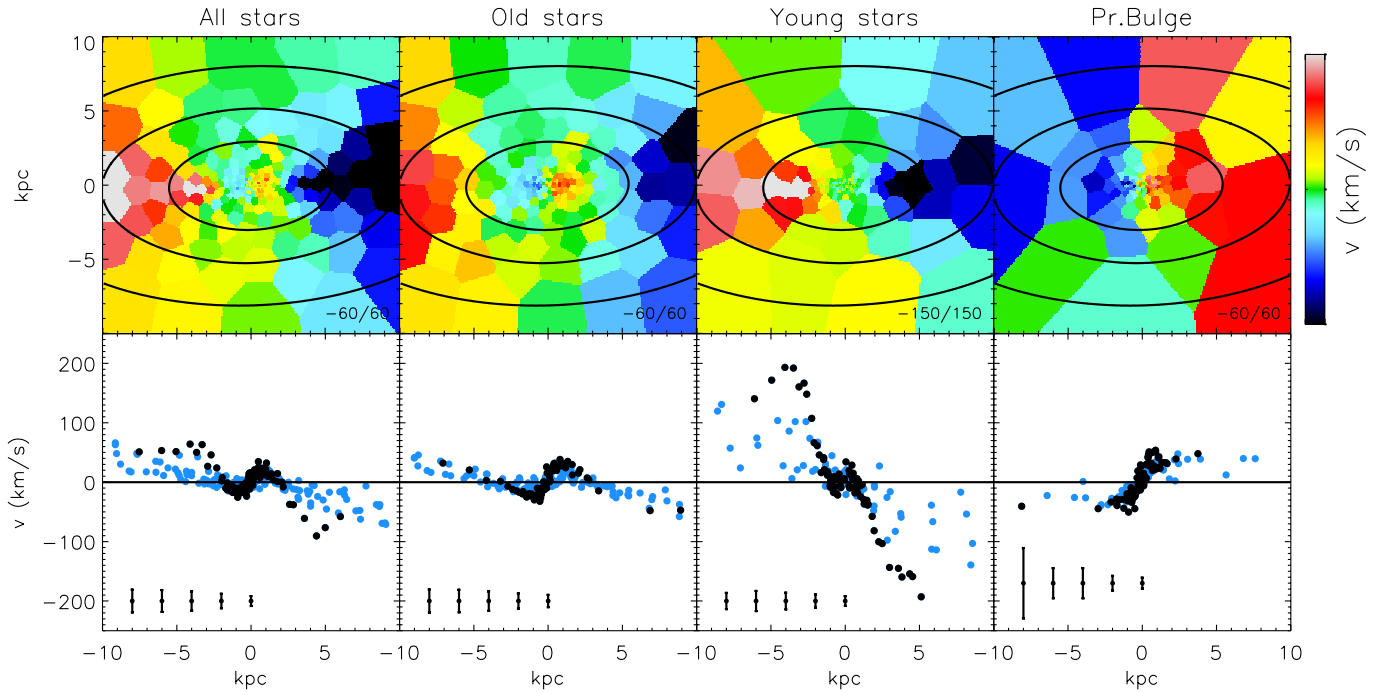 All stars Old stars Young stars Pr.Bulge
10
5
0
−5
kpc
−60/60 −60/60 −150/150 −60/60
v (km/s)
200
100
0
−100
−200
v (km/s)
−10 −5 0 5 −10 −5 0 5 −10 −5 0 5 −10 −5 0 5 10
kpc kpc kpc kpc